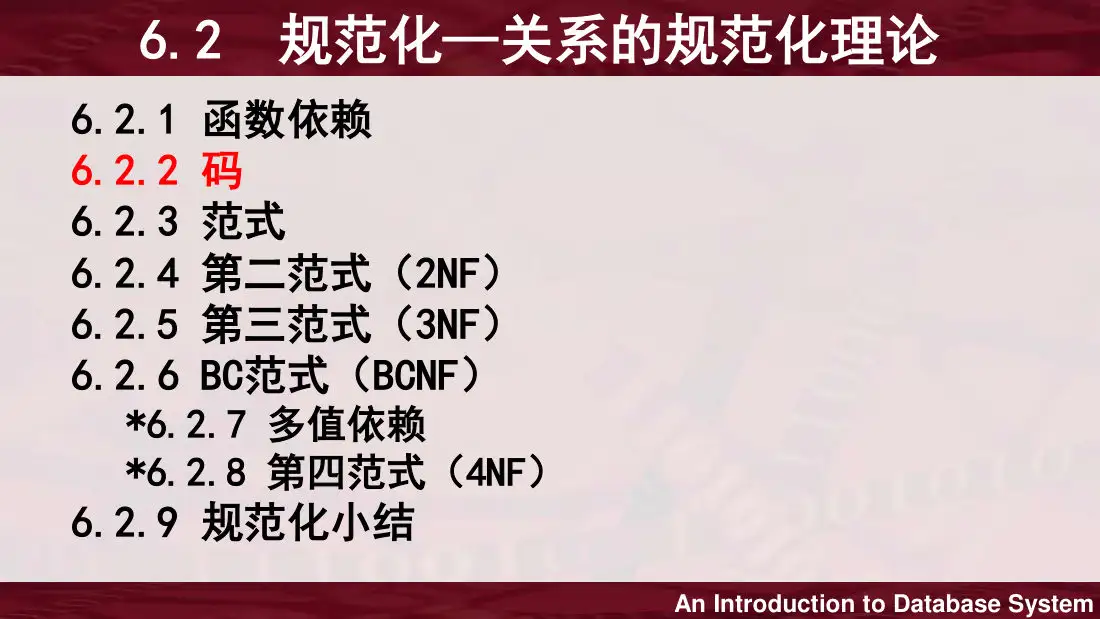 6.2 规范化—关系的规范化理论
6.2.1 函数依赖
6.2.2 码
6.2.3 范式
6.2.4 第二范式（2NF）
6.2.5 第三范式（3NF）
6.2.6 BC范式（BCNF）
*6.2.7 多值依赖
*6.2.8 第四范式（4NF）
6.2.9 规范化小结
An Introduction to Database System